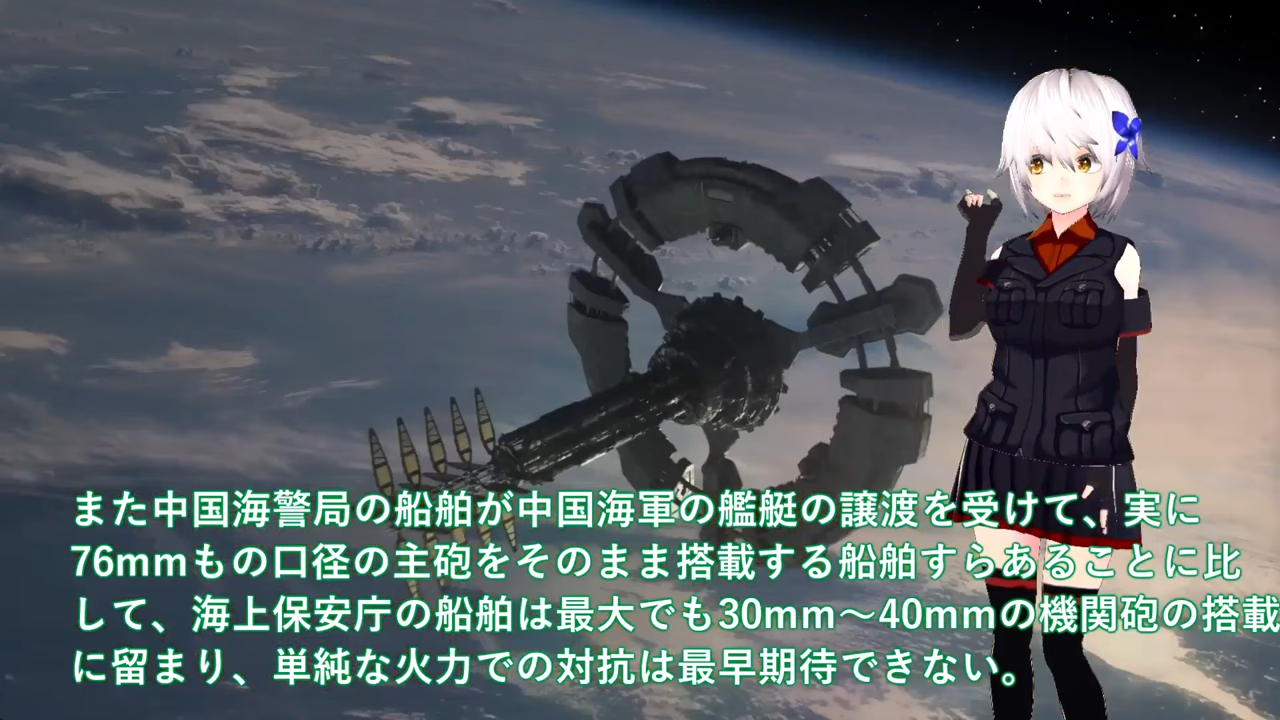 また中国海警局の船舶が中国海軍の艦艇の譲渡を受けて、実に
76mmもの口径の主砲をそのまま搭載する船舶すらあることに比
して、海上保安庁の船舶は最大でも30mm～40mmの機関砲の搭載
に留まり、単純な火力での対抗は最早期待できない。